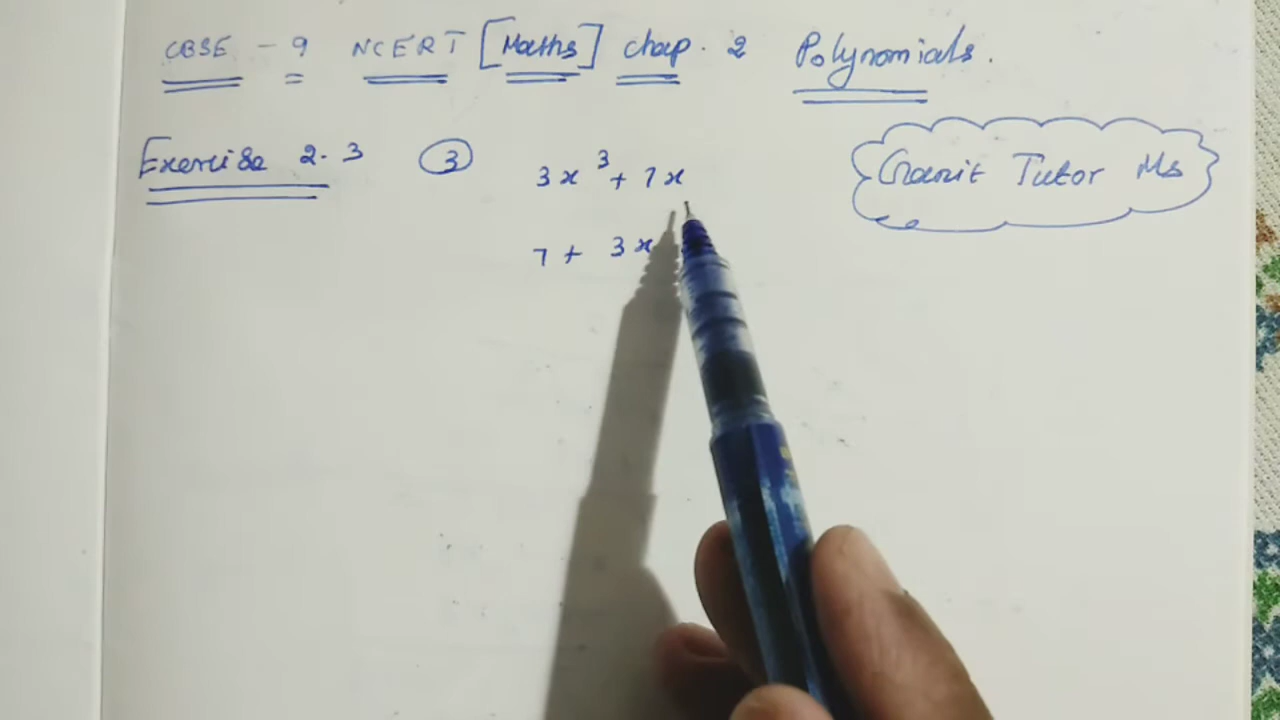 CBSE - 9 NCERT [Maths] chap. 2 Polynomials.
Exercise 2.3 3 3x³ + 7x
Ganit Tutor Ms
7 + 3x